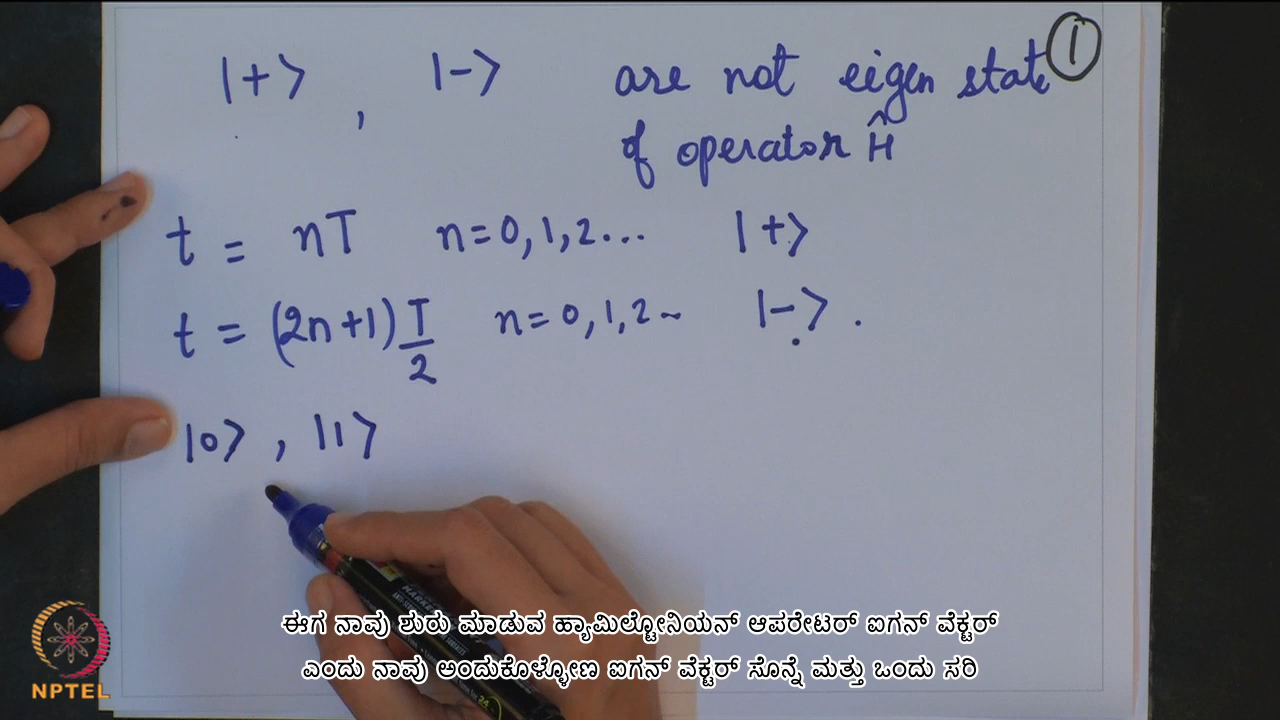 |+⟩ , |−⟩ are not eigen state ①
of operator Ĥ
t = nT n=0,1,2... |+⟩
t = (2n+1) T/2 n=0,1,2~ |−⟩ .
|0⟩ , |1⟩
ಈಗ ನಾವು ಶುರು ಮಾಡುವ ಹ್ಯಾಮಿಲ್ಟೋನಿಯನ್ ಆಪರೇಟರ್ ಐಗನ್ ವೆಕ್ಟರ್
ಎಂದು ನಾವು ಅಂದುಕೊಳ್ಳೋಣ ಐಗನ್ ವೆಕ್ಟರ್ ಸೊನ್ನೆ ಮತ್ತು ಒಂದು ಸರಿ
NPTEL